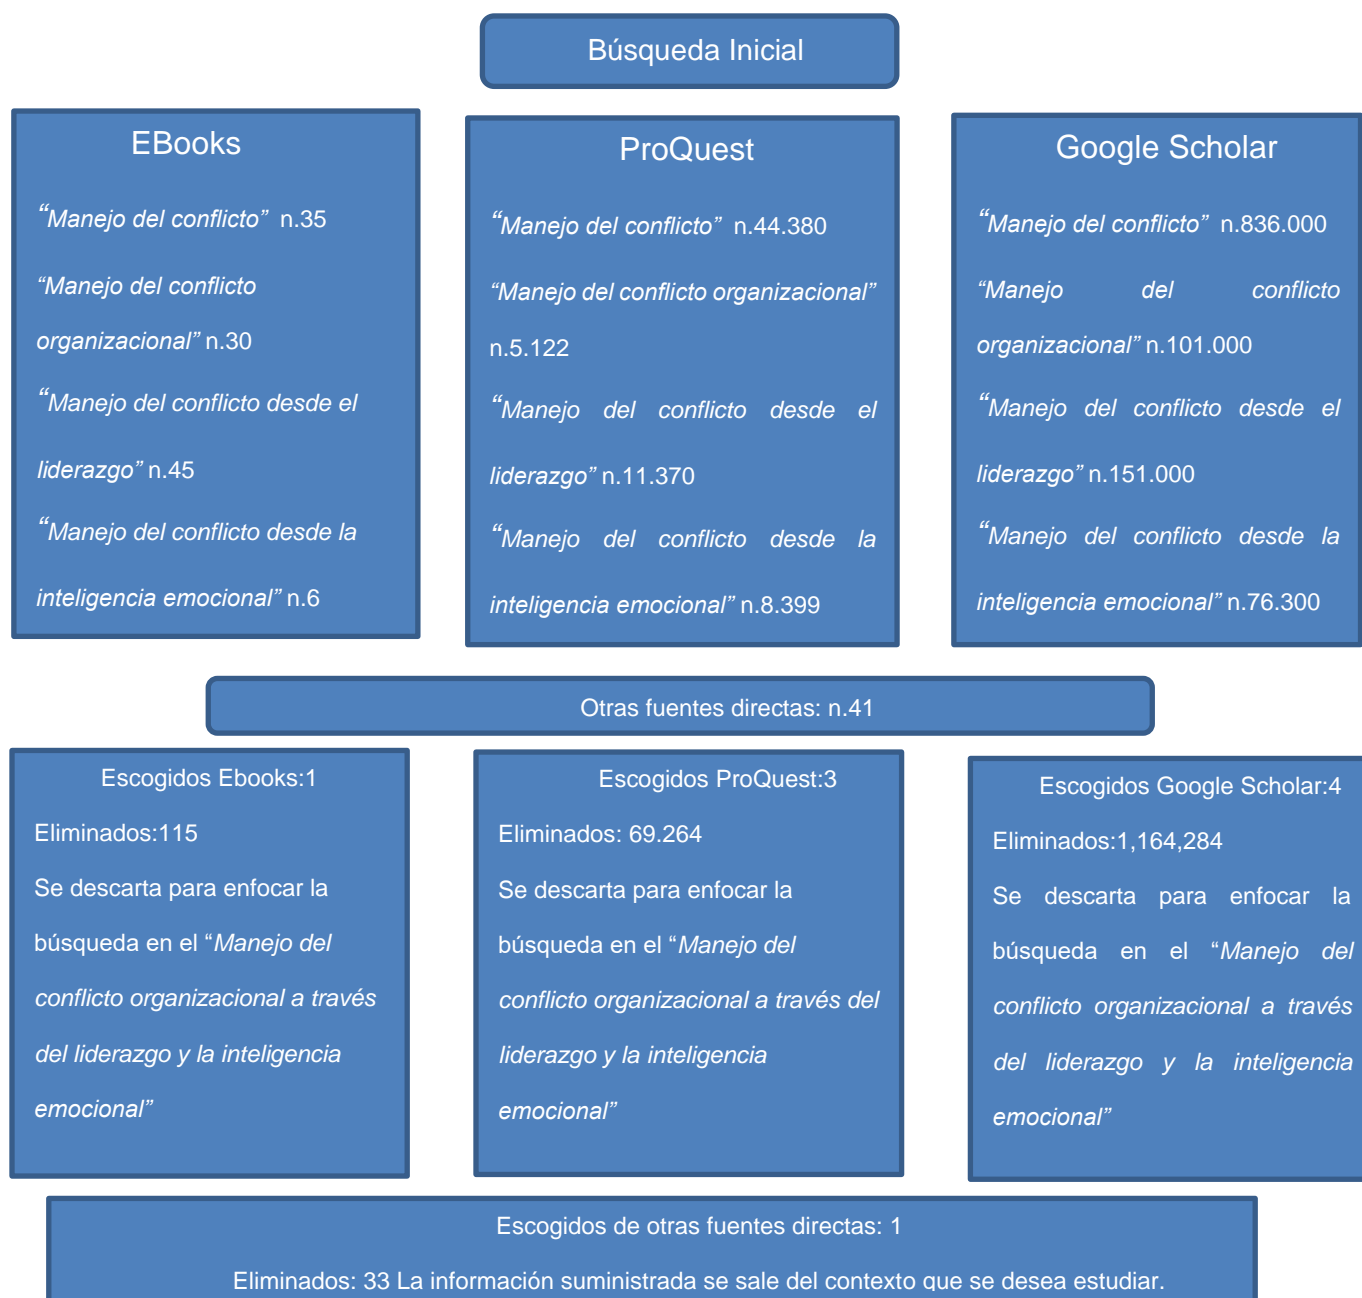 Búsqueda Inicial
EBooks
“Manejo del conflicto” n.35
“Manejo del conflicto
organizacional” n.30
“Manejo del conflicto desde el
liderazgo” n.45
“Manejo del conflicto desde la
inteligencia emocional” n.6
ProQuest
“Manejo del conflicto” n.44.380
“Manejo del conflicto organizacional”
n.5.122
“Manejo del conflicto desde el
liderazgo” n.11.370
“Manejo del conflicto desde la
inteligencia emocional” n.8.399
Google Scholar
“Manejo del conflicto” n.836.000
“Manejo del conflicto
organizacional” n.101.000
“Manejo del conflicto desde el
liderazgo” n.151.000
“Manejo del conflicto desde la
inteligencia emocional” n.76.300
Otras fuentes directas: n.41
Escogidos Ebooks:1
Eliminados:115
Se descarta para enfocar la
búsqueda en el “Manejo del
conflicto organizacional a través
del liderazgo y la inteligencia
emocional”
Escogidos ProQuest:3
Eliminados: 69.264
Se descarta para enfocar la
búsqueda en el “Manejo del
conflicto organizacional a través del
liderazgo y la inteligencia
emocional”
Escogidos Google Scholar:4
Eliminados:1,164,284
Se descarta para enfocar la
búsqueda en el “Manejo del
conflicto organizacional a través
del liderazgo y la inteligencia
emocional”
Escogidos de otras fuentes directas: 1
Eliminados: 33 La información suministrada se sale del contexto que se desea estudiar.